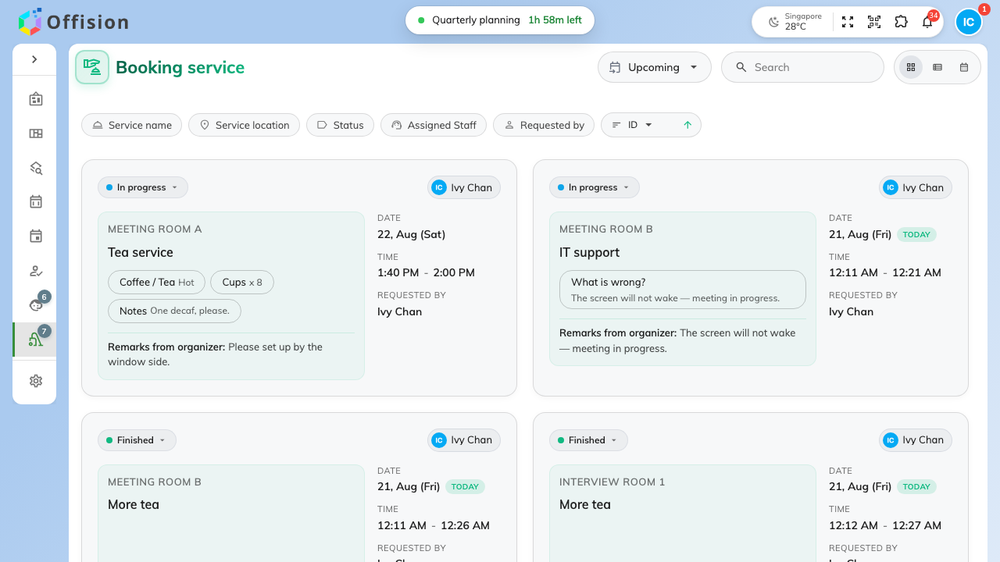 Offision
Quarterly planning 1h 58m left
Singapore
28°C
34
IC
1
Booking service
Upcoming
Search
Service name
Service location
Status
Assigned Staff
Requested by
ID
6
7
In progress
IC Ivy Chan
MEETING ROOM A
Tea service
Coffee / Tea Hot
Cups x 8
Notes One decaf, please.
Remarks from organizer: Please set up by the
window side.
DATE
22, Aug (Sat)
TIME
1:40 PM - 2:00 PM
REQUESTED BY
Ivy Chan
In progress
IC Ivy Chan
MEETING ROOM B
IT support
What is wrong?
The screen will not wake — meeting in progress.
Remarks from organizer: The screen will not wake
— meeting in progress.
DATE
21, Aug (Fri) TODAY
TIME
12:11 AM - 12:21 AM
REQUESTED BY
Ivy Chan
Finished
IC Ivy Chan
MEETING ROOM B
More tea
DATE
21, Aug (Fri) TODAY
TIME
12:11 AM - 12:26 AM
REQUESTED BY
Finished
IC Ivy Chan
INTERVIEW ROOM 1
More tea
DATE
21, Aug (Fri) TODAY
TIME
12:12 AM - 12:27 AM
REQUESTED BY